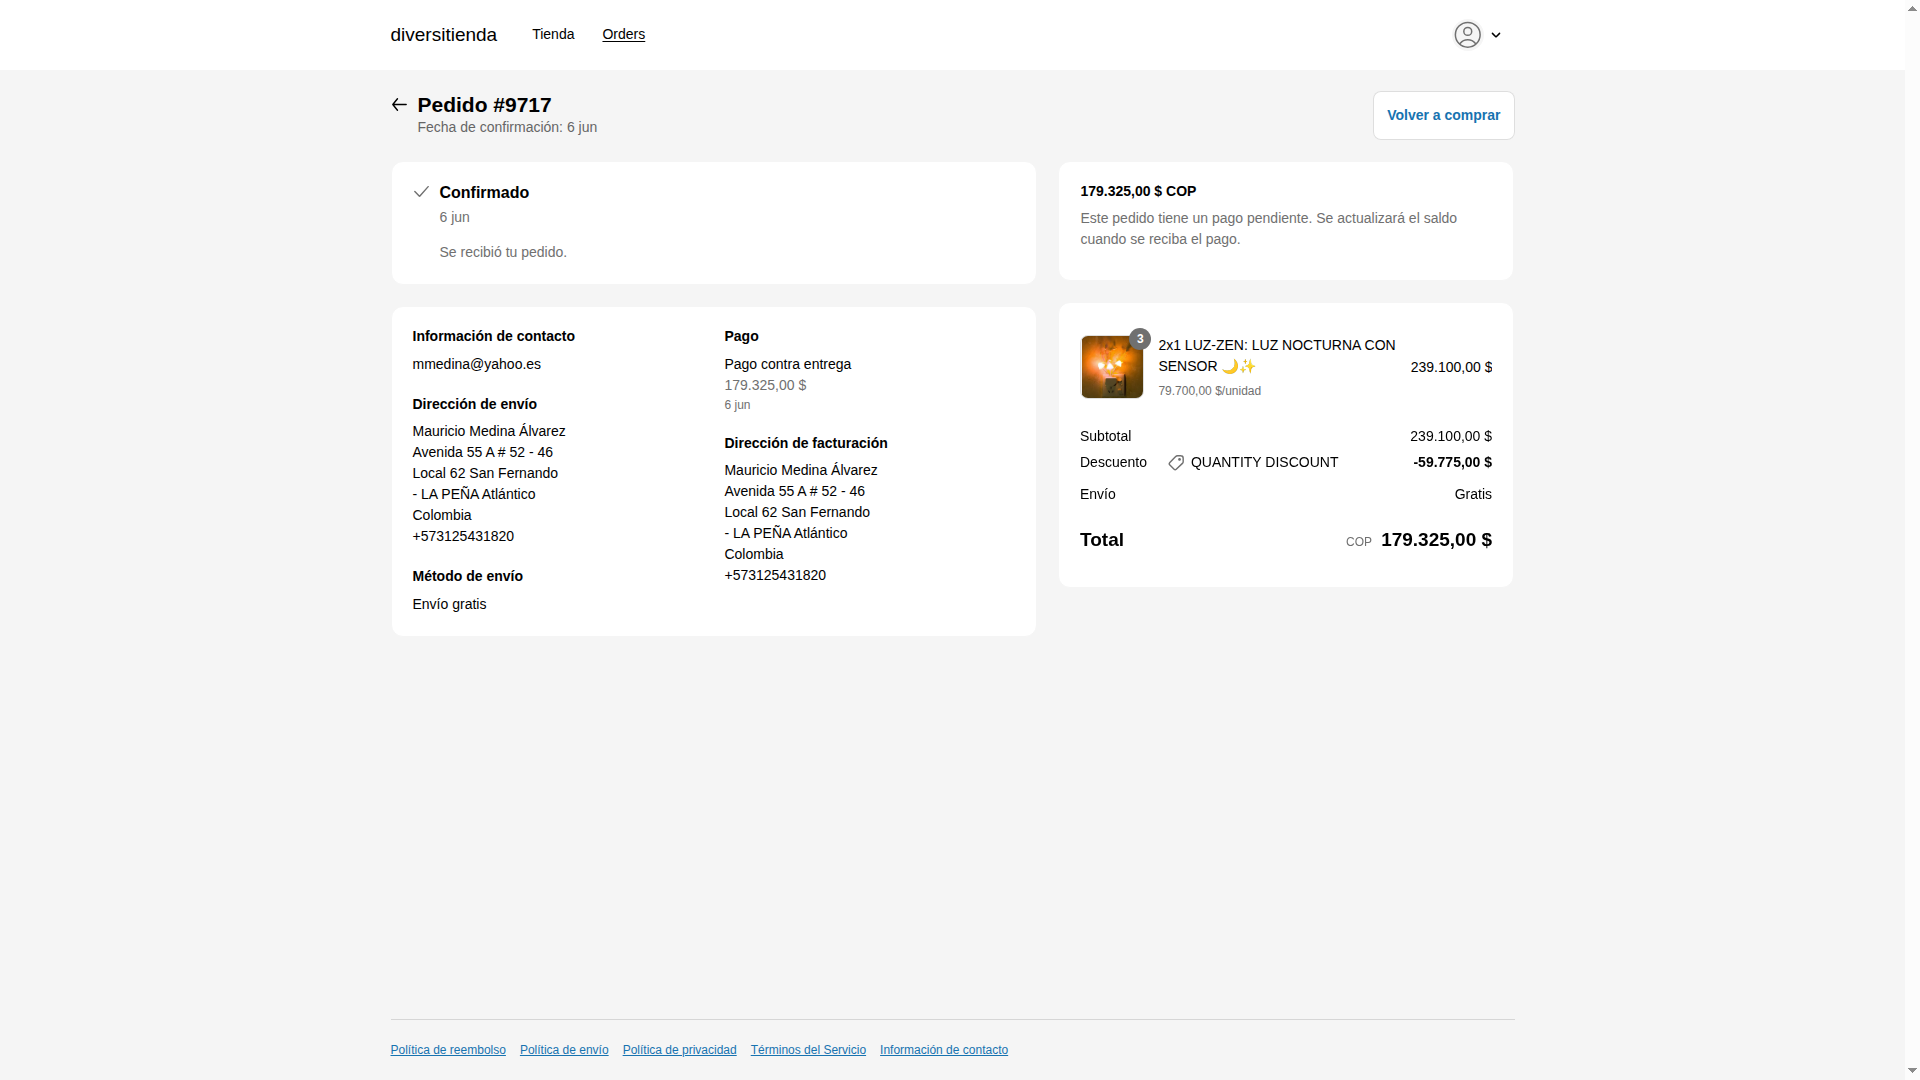 diversitienda
Tienda
Orders
Pedido #9717
Fecha de confirmación: 6 jun
Volver a comprar
Confirmado
6 jun
Se recibió tu pedido.
Información de contacto
mmedina@yahoo.es
Dirección de envío
Mauricio Medina Álvarez
Avenida 55 A # 52 - 46
Local 62 San Fernando
- LA PEÑA Atlántico
Colombia
+573125431820
Método de envío
Envío gratis
Pago
Pago contra entrega
179.325,00 $
6 jun
Dirección de facturación
Mauricio Medina Álvarez
Avenida 55 A # 52 - 46
Local 62 San Fernando
- LA PEÑA Atlántico
Colombia
+573125431820
179.325,00 $ COP
Este pedido tiene un pago pendiente. Se actualizará el saldo
cuando se reciba el pago.
3
2x1 LUZ-ZEN: LUZ NOCTURNA CON
SENSOR 🌙✨
239.100,00 $
79.700,00 $/unidad
Subtotal 239.100,00 $
Descuento QUANTITY DISCOUNT -59.775,00 $
Envío Gratis
Total COP 179.325,00 $
Política de reembolso Política de envío Política de privacidad Términos del Servicio Información de contacto